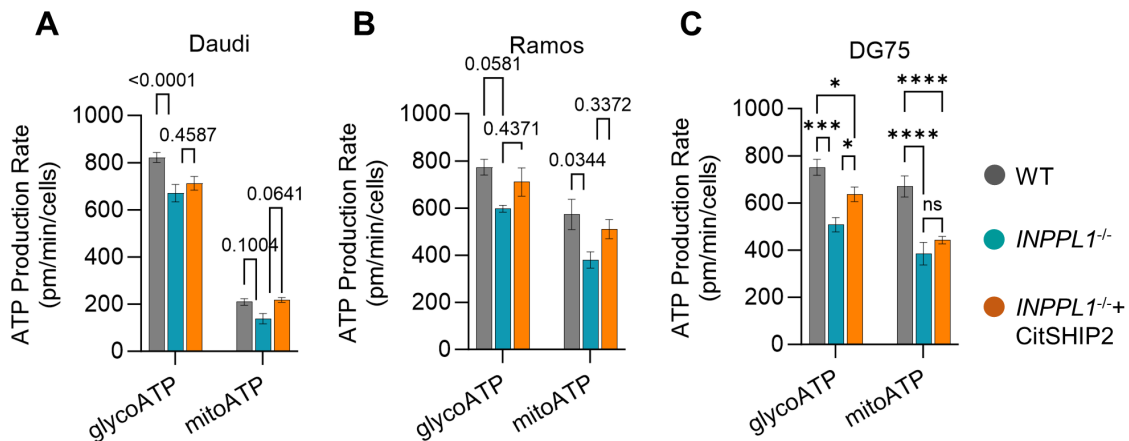 A
Daudi
<0.0001
0.4587
0.1004
0.0641
ATP Production Rate
(pm/min/cells)
1000
800
600
400
200
0
glycoATP
mitoATP
B
Ramos
0.0581
0.4371
0.0344
0.3372
ATP Production Rate
(pm/min/cells)
1000
800
600
400
200
0
glycoATP
mitoATP
C
DG75
*
***
*
****
****
ns
ATP Production Rate
(pm/min/cells)
1000
800
600
400
200
0
glycoATP
mitoATP
WT
INPPL1-/-
INPPL1-/-+
CitSHIP2